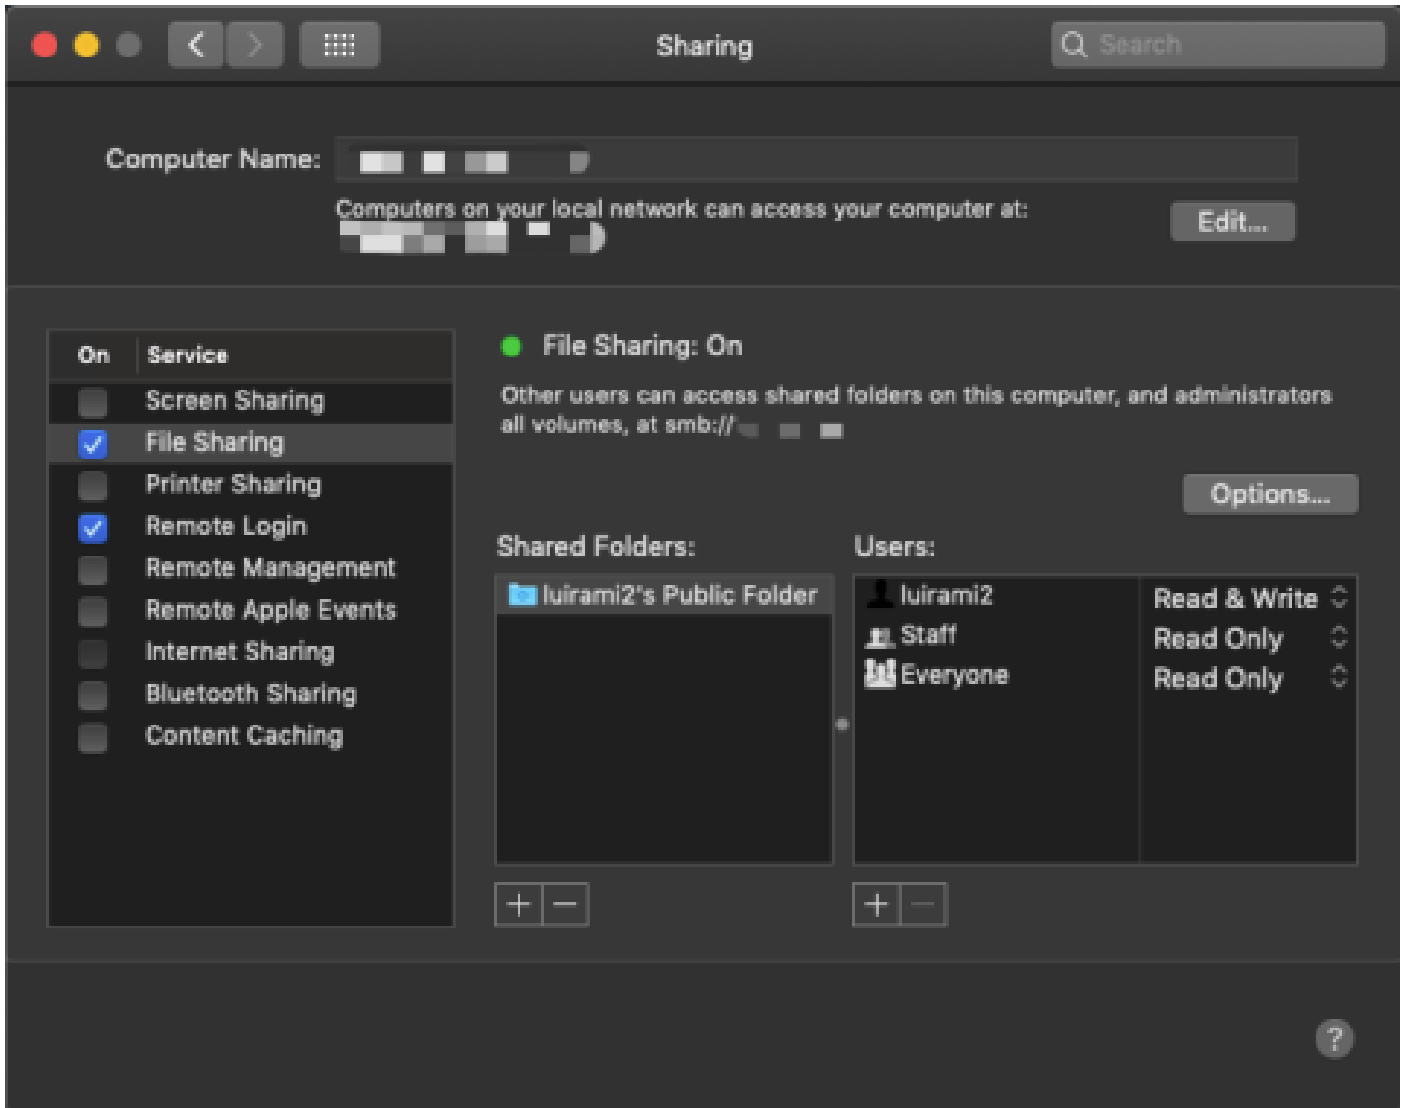 Sharing
Search
Computer Name:
Computers on your local network can access your computer at:
Edit...
On Service
Screen Sharing
File Sharing
Printer Sharing
Remote Login
Remote Management
Remote Apple Events
Internet Sharing
Bluetooth Sharing
Content Caching
File Sharing: On
Other users can access shared folders on this computer, and administrators
all volumes, at smb://
Options...
Shared Folders:
luirami2's Public Folder
Users:
luirami2 Read & Write
Staff Read Only
Everyone Read Only
?